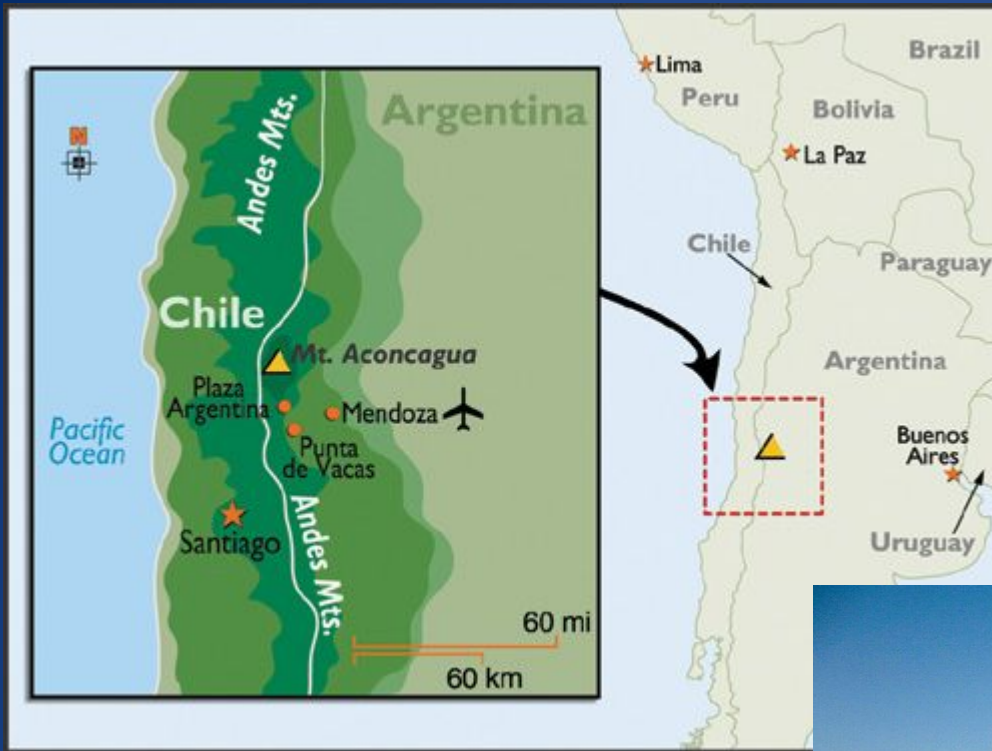 N
Andes Mts.
Argentina
Chile
Mt. Aconcagua
Plaza
Argentina
Mendoza
Punta
de Vacas
Pacific
Ocean
Santiago
Andes Mts.
60 mi
60 km
Lima
Peru
Brazil
Bolivia
La Paz
Chile
Paraguay
Argentina
Buenos
Aires
Uruguay